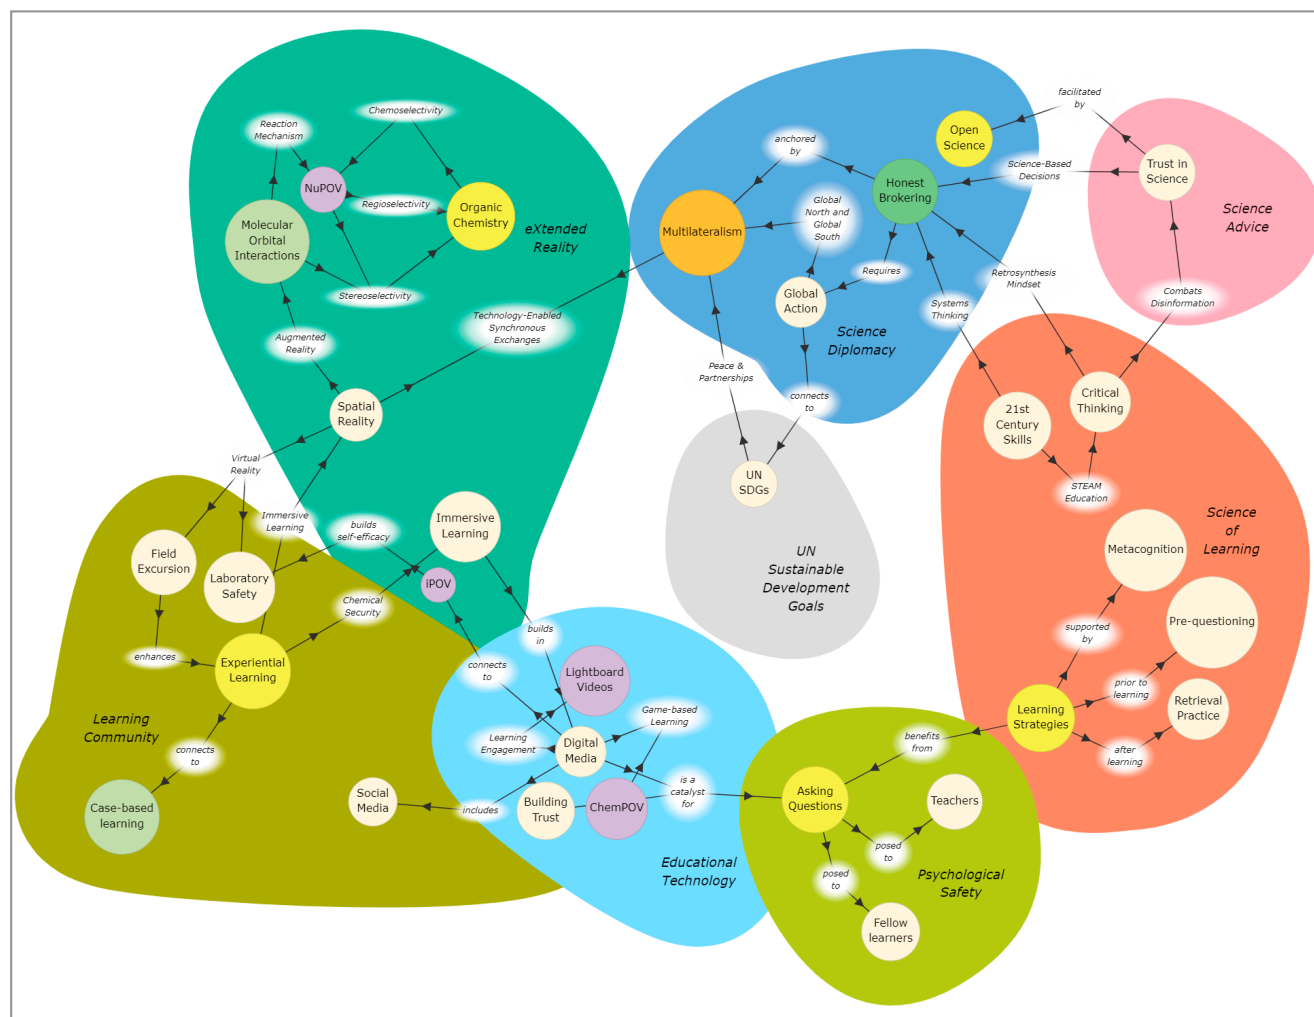 Chemoselectivity
Reaction
Mechanism
NuPOV
Regioselectivity
Organic
Chemistry
Molecular
Orbital
Interactions
eXtended
Reality
Stereoselectivity
Augmented
Reality
Technology-Enabled
Synchronous
Exchanges
Spatial
Reality
Virtual
Reality
Immersive
Learning
builds
self-efficacy
Immersive
Learning
iPOV
Field
Excursion
Laboratory
Safety
Chemical
Security
enhances
Experiential
Learning
Learning
Community
connects
to
Case-based
learning
Social
Media
includes
connects
to
builds
in
Lightboard
Videos
Game-based
Learning
Learning
Engagement
Digital
Media
Building
Trust
ChemPOV
is a
catalyst
for
Educational
Technology
anchored
by
Open
Science
facilitated
by
Science-Based
Decisions
Trust in
Science
Science
Advice
Honest
Brokering
Global
North and
Global
South
Multilateralism
Requires
Global
Action
Science
Diplomacy
Systems
Thinking
Retrosynthesis
Mindset
Combats
Disinformation
Peace &
Partnerships
connects
to
UN
SDGs
UN
Sustainable
Development
Goals
21st
Century
Skills
Critical
Thinking
STEAM
Education
Science
of
Learning
Metacognition
Pre-questioning
supported
by
prior to
learning
Retrieval
Practice
Learning
Strategies
after
learning
benefits
from
Asking
Questions
Teachers
posed
to
posed
to
Psychological
Safety
Fellow
learners